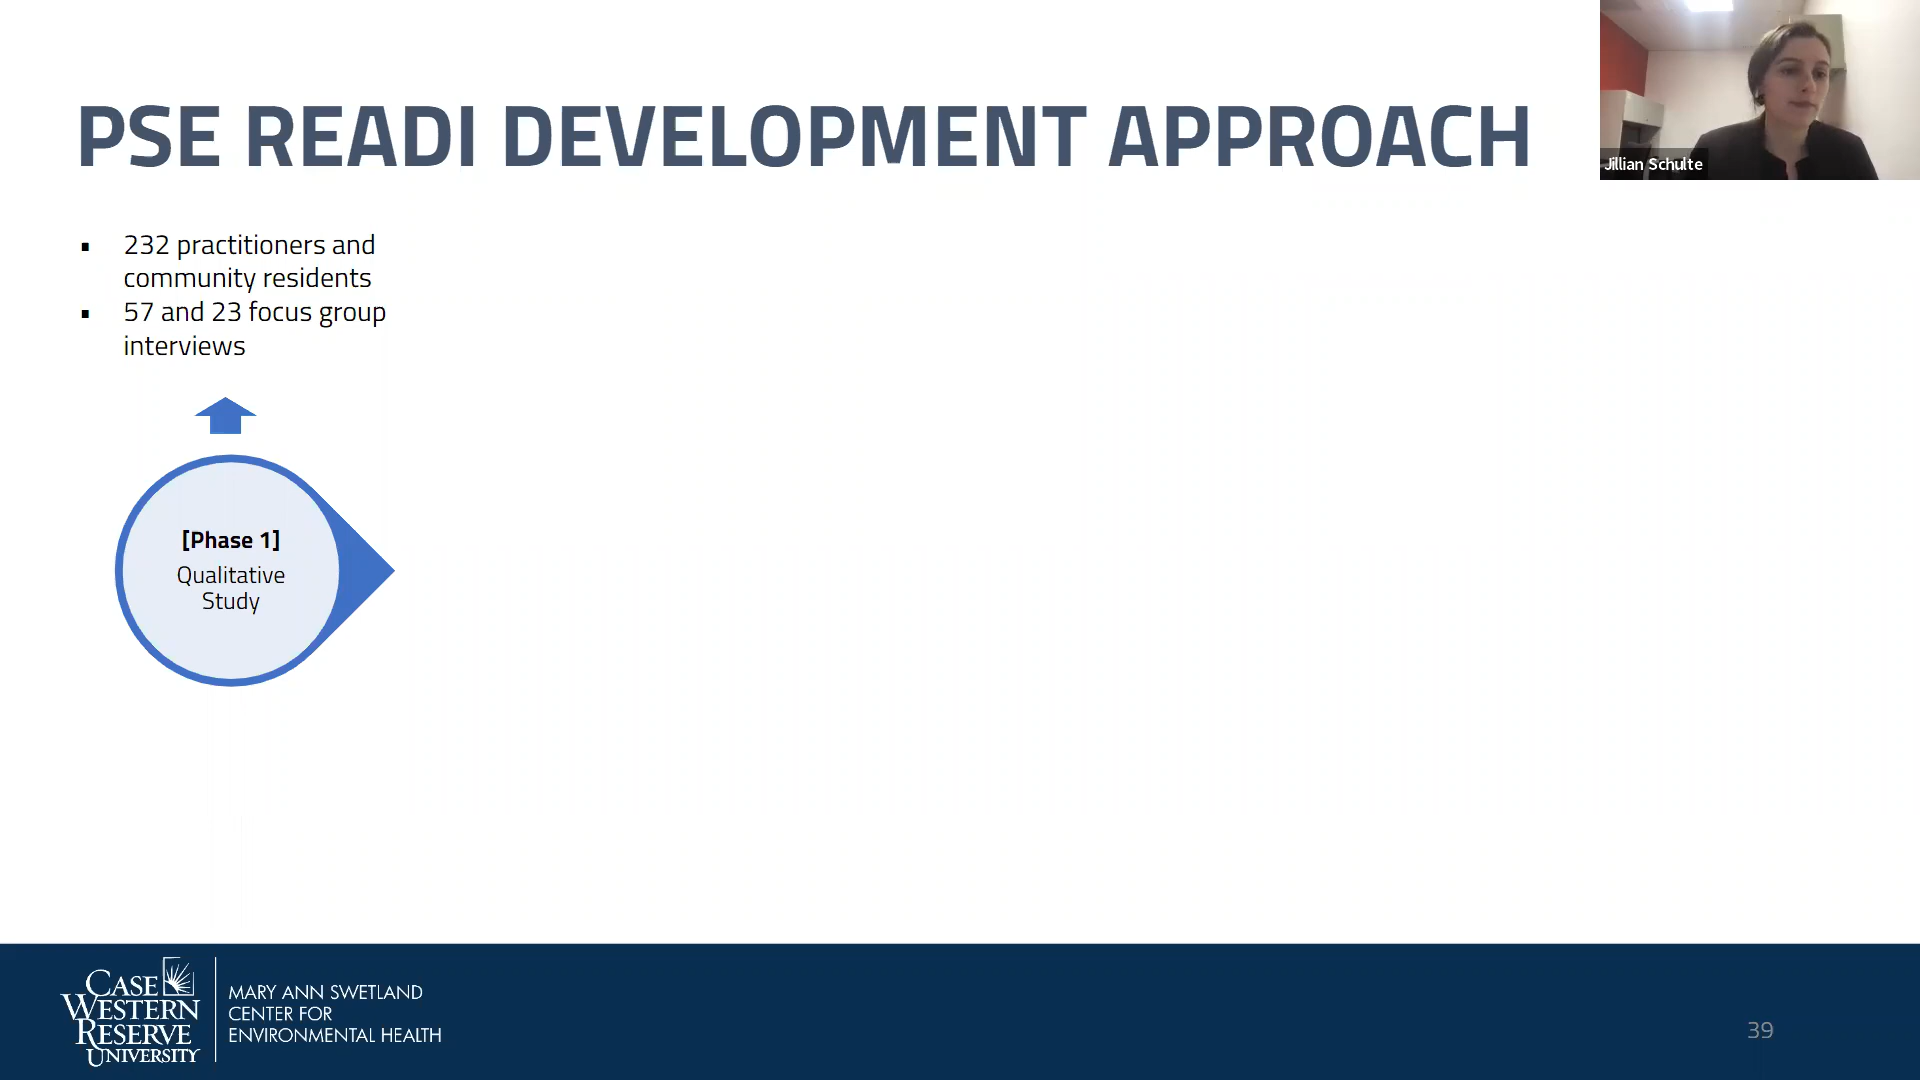 PSE READI DEVELOPMENT APPROACH
Jillian Schulte
▪ 232 practitioners and
community residents
▪ 57 and 23 focus group
interviews
[Phase 1]
Qualitative
Study
CASE
WESTERN
RESERVE
UNIVERSITY
MARY ANN SWETLAND
CENTER FOR
ENVIRONMENTAL HEALTH
39